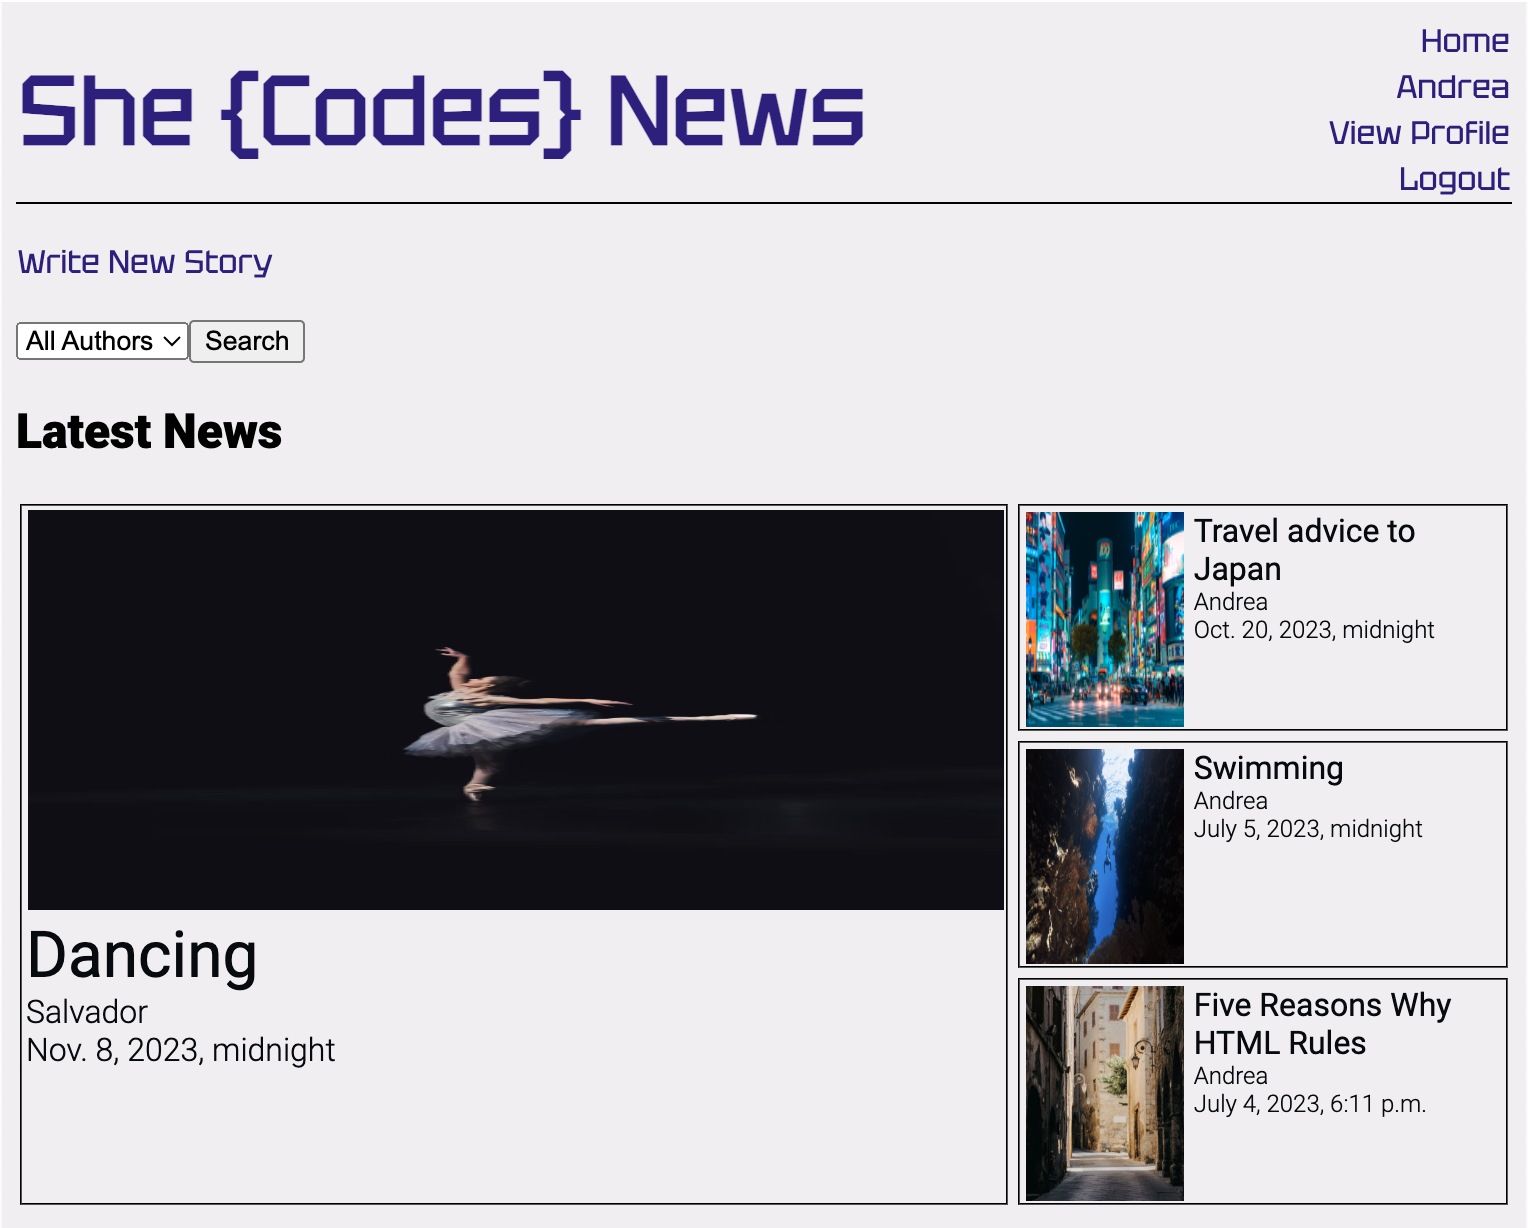 She {Codes} News
Home
Andrea
View Profile
Logout
Write New Story
All Authors
Search
Latest News
Dancing
Salvador
Nov. 8, 2023, midnight
Travel advice to
Japan
Andrea
Oct. 20, 2023, midnight
Swimming
Andrea
July 5, 2023, midnight
Five Reasons Why
HTML Rules
Andrea
July 4, 2023, 6:11 p.m.